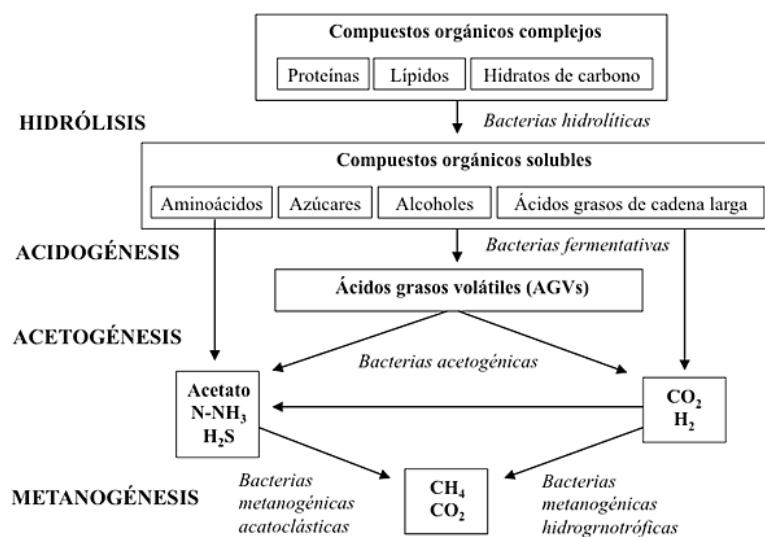 Compuestos orgánicos complejos
Proteínas
Lípidos
Hidratos de carbono
HIDRÓLISIS
Bacterias hidrolíticas
Compuestos orgánicos solubles
Aminoácidos
Azúcares
Alcoholes
Ácidos grasos de cadena larga
ACIDOGÉNESIS
Bacterias fermentativas
Ácidos grasos volátiles (AGVs)
ACETOGÉNESIS
Bacterias acetogénicas
Acetato
N-NH₃
H₂S
CO₂
H₂
METANOGÉNESIS
Bacterias
metanogénicas
acatoclásticas
CH₄
CO₂
Bacterias
metanogénicas
hidrogrnotróficas